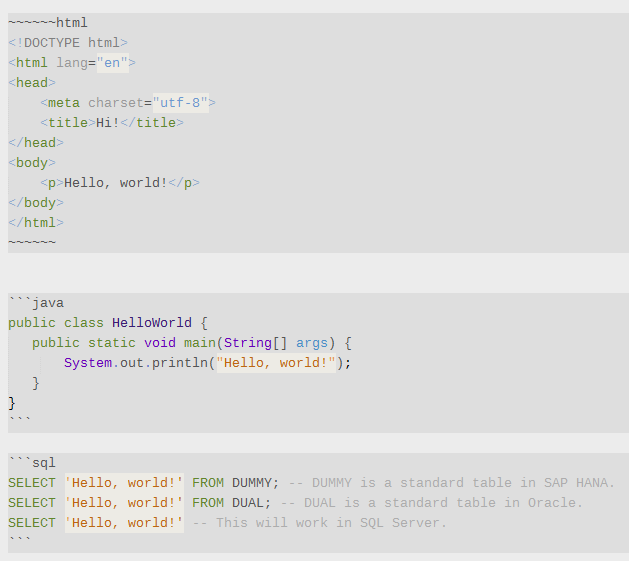 ~~~~~~html
<!DOCTYPE html>
<html lang="en">
<head>
    <meta charset="utf-8">
    <title>Hi!</title>
</head>
<body>
    <p>Hello, world!</p>
</body>
</html>
~~~~~~
```java
public class HelloWorld {
   public static void main(String[] args) {
       System.out.println("Hello, world!");
   }
}
```
```sql
SELECT 'Hello, world!' FROM DUMMY; -- DUMMY is a standard table in SAP HANA.
SELECT 'Hello, world!' FROM DUAL; -- DUAL is a standard table in Oracle.
SELECT 'Hello, world!' -- This will work in SQL Server.
```